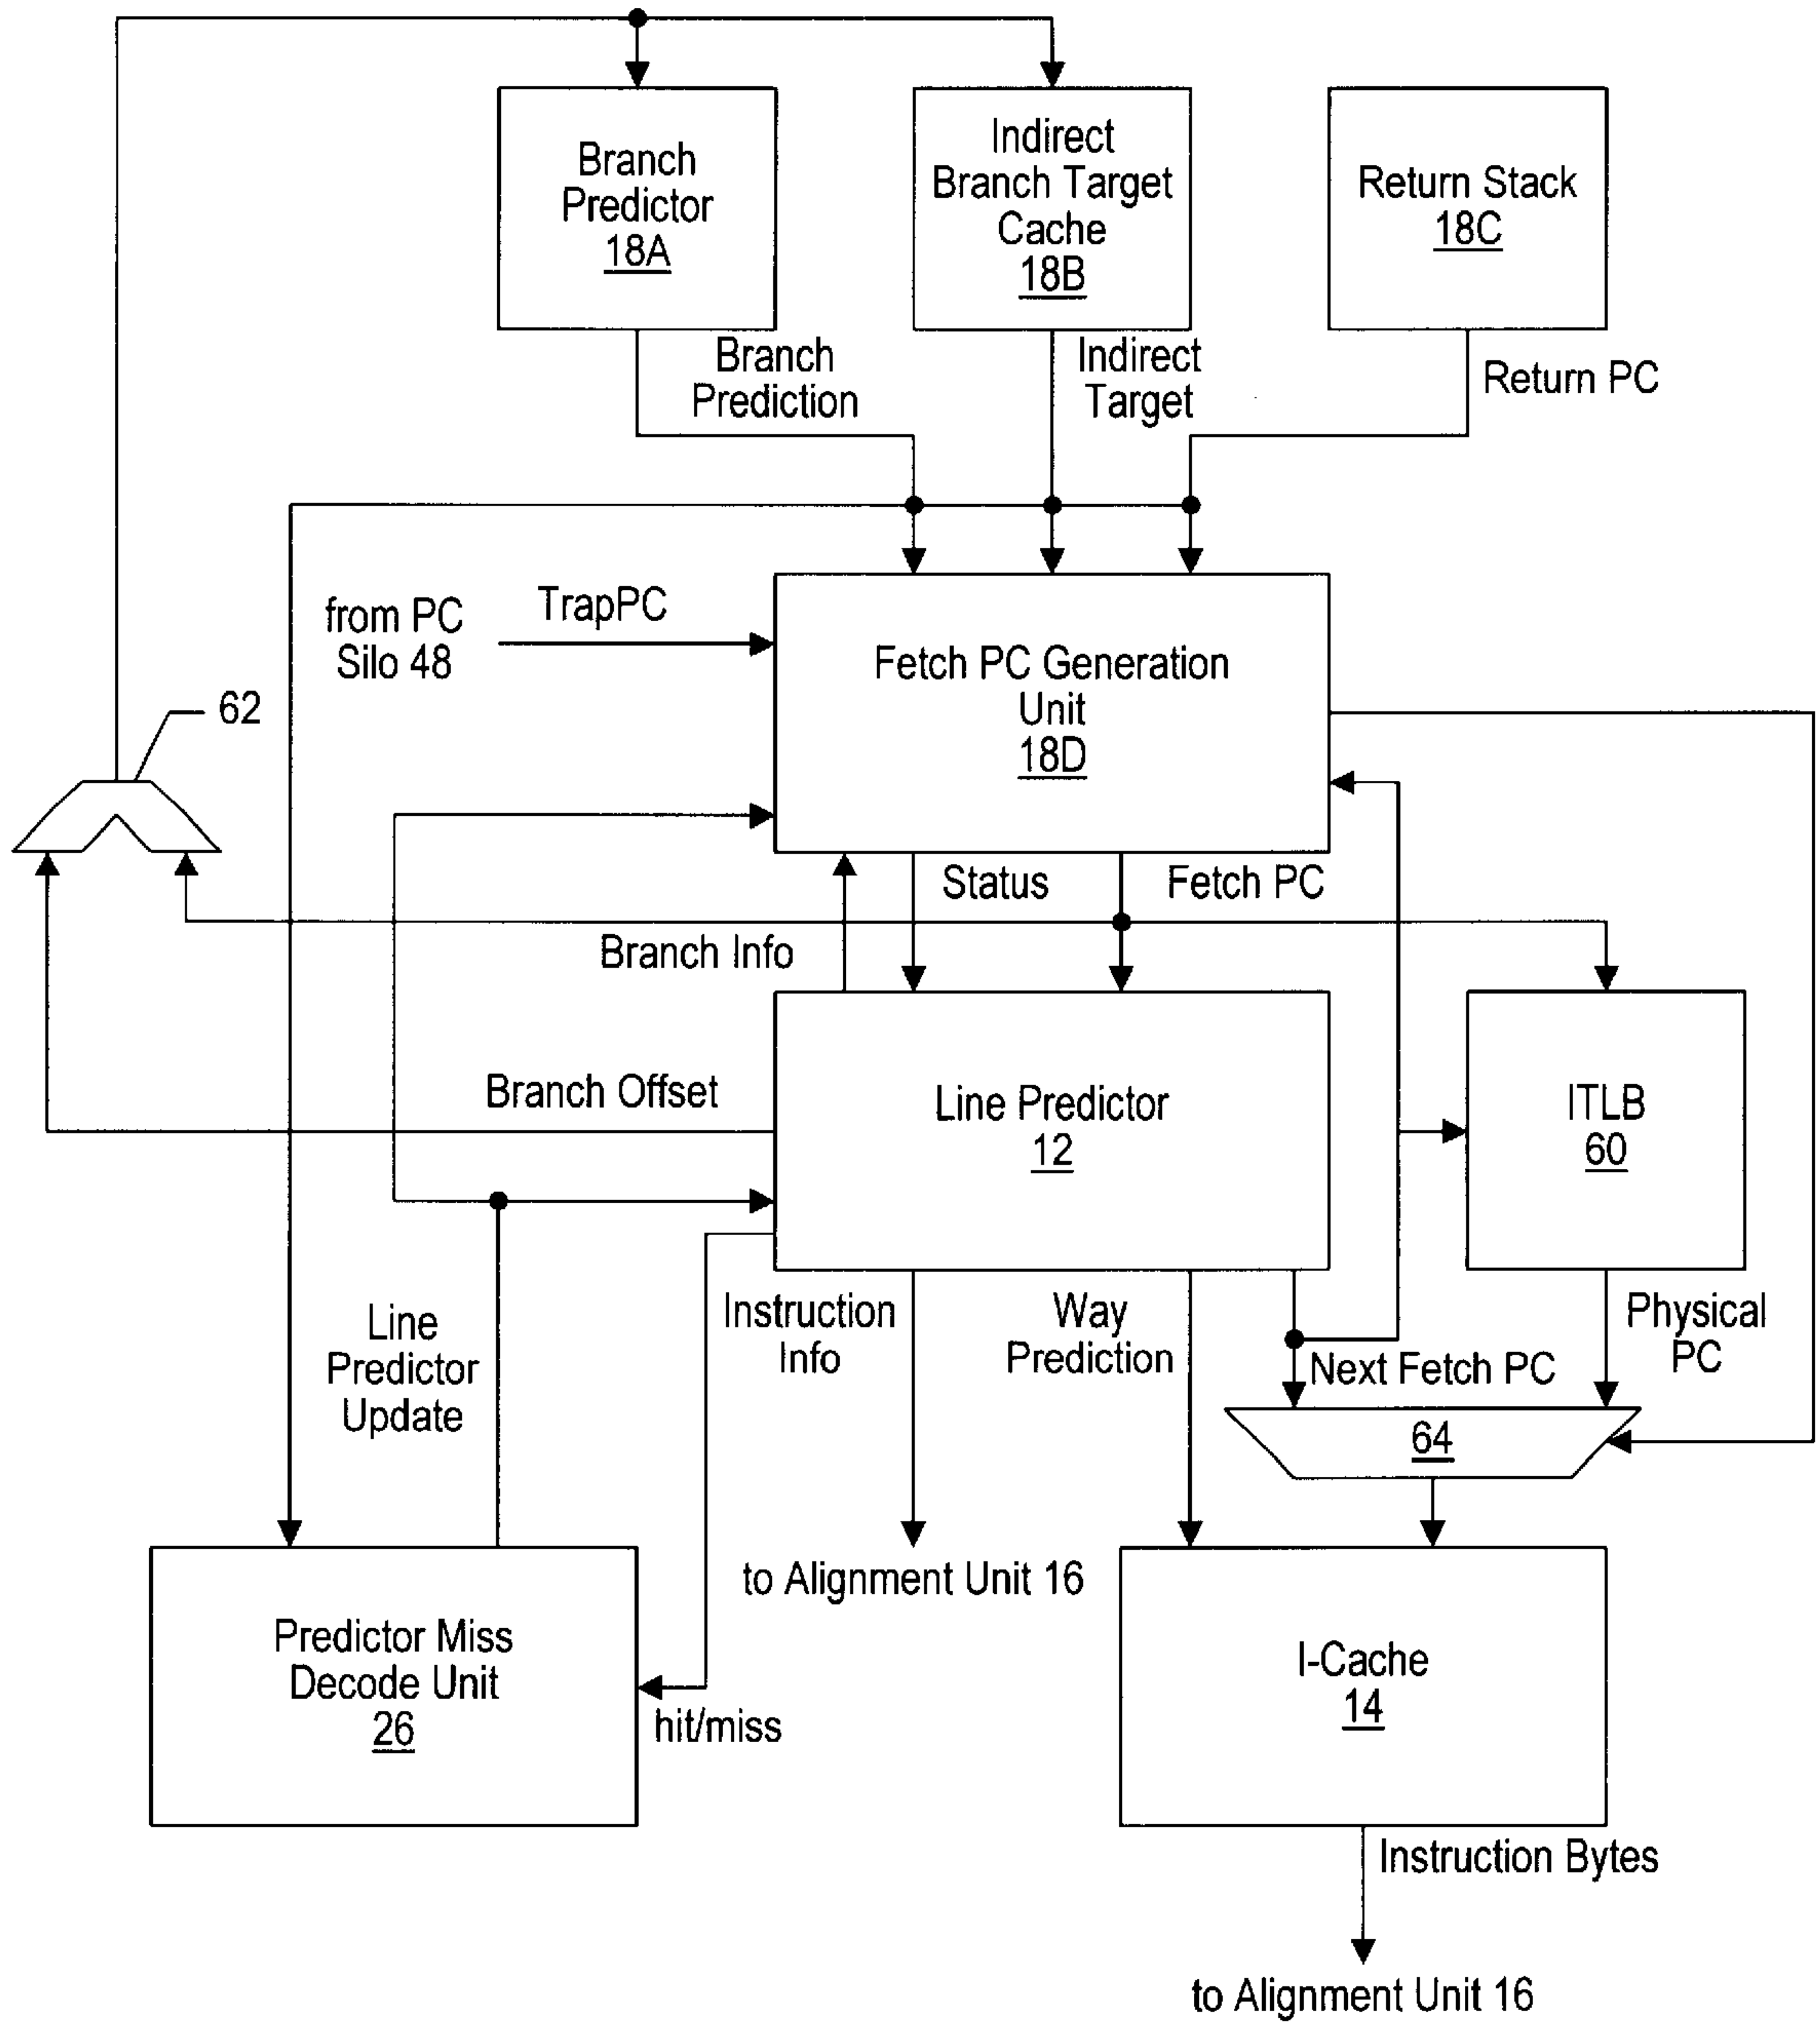 Branch
Predictor
18A
Indirect
Branch Target
Cache
18B
Return Stack
18C
Branch
Prediction
Indirect
Target
Return PC
from PC
Silo 48
TrapPC
Fetch PC Generation
Unit
18D
62
Status
Fetch PC
Branch Info
Branch Offset
Line Predictor
12
ITLB
60
Line
Predictor
Update
Instruction
Info
Way
Prediction
Next Fetch PC
Physical
PC
64
to Alignment Unit 16
Predictor Miss
Decode Unit
26
hit/miss
I-Cache
14
Instruction Bytes
to Alignment Unit 16